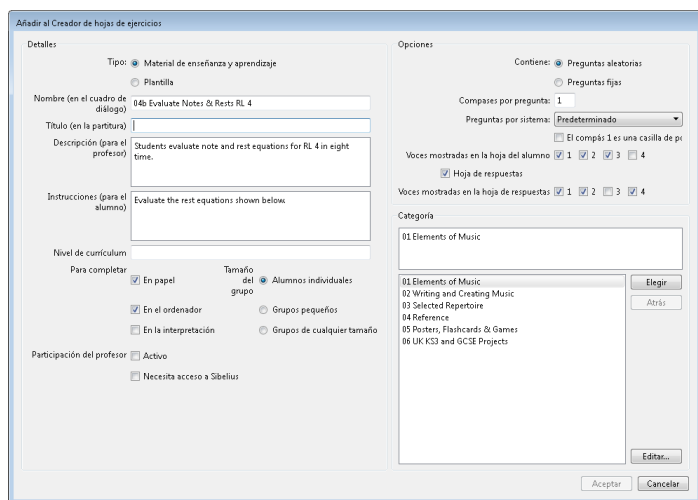 Añadir al Creador de hojas de ejercicios
Detalles
Tipo: Material de enseñanza y aprendizaje
Plantilla
Nombre (en el cuadro de diálogo) 04b Evaluate Notes & Rests RL 4
Título (en la partitura)
Descripción (para el profesor)
Students evaluate note and rest equations for RL 4 in eight
time.
Instrucciones (para el alumno)
Evaluate the rest equations shown below.
Nivel de currículum
Para completar
En papel
En el ordenador
En la interpretación
Tamaño del grupo
Alumnos individuales
Grupos pequeños
Grupos de cualquier tamaño
Participación del profesor Activo
Necesita acceso a Sibelius
Opciones
Contiene: Preguntas aleatorias
Preguntas fijas
Compases por pregunta: 1
Preguntas por sistema: Predeterminado
El compás 1 es una casilla de
Voces mostradas en la hoja del alumno 1 2 3 4
Hoja de respuestas
Voces mostradas en la hoja de respuestas 1 2 3 4
Categoría
01 Elements of Music
01 Elements of Music
02 Writing and Creating Music
03 Selected Repertoire
04 Reference
05 Posters, Flashcards & Games
06 UK KS3 and GCSE Projects
Elegir
Atrás
Editar...
Aceptar Cancelar